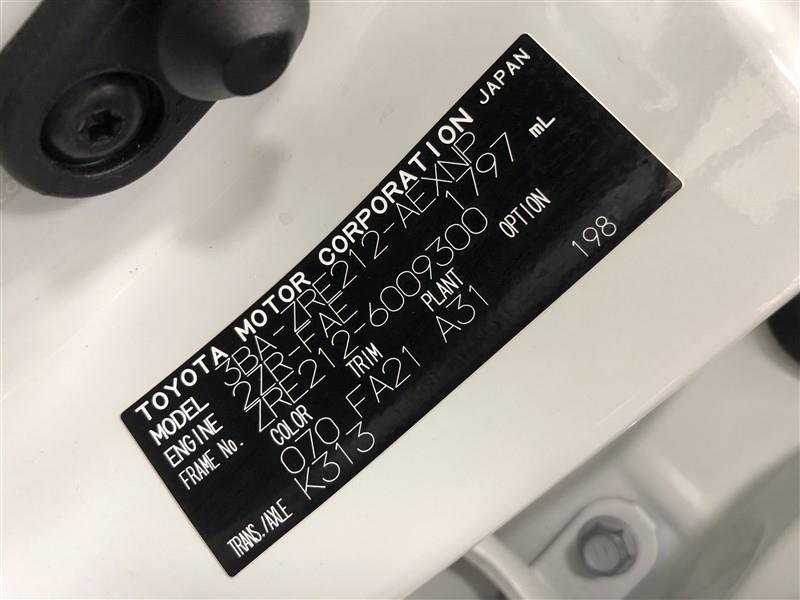 TOYOTA MOTOR CORPORATION JAPAN
MODEL 3BA-ZRE212-AEXNP
ENGINE 2ZR-FAE 1797 mL
FRAME No. ZRE212-6009300
COLOR TRIM PLANT OPTION
070 FA21 A31 198
TRANS./AXLE K313